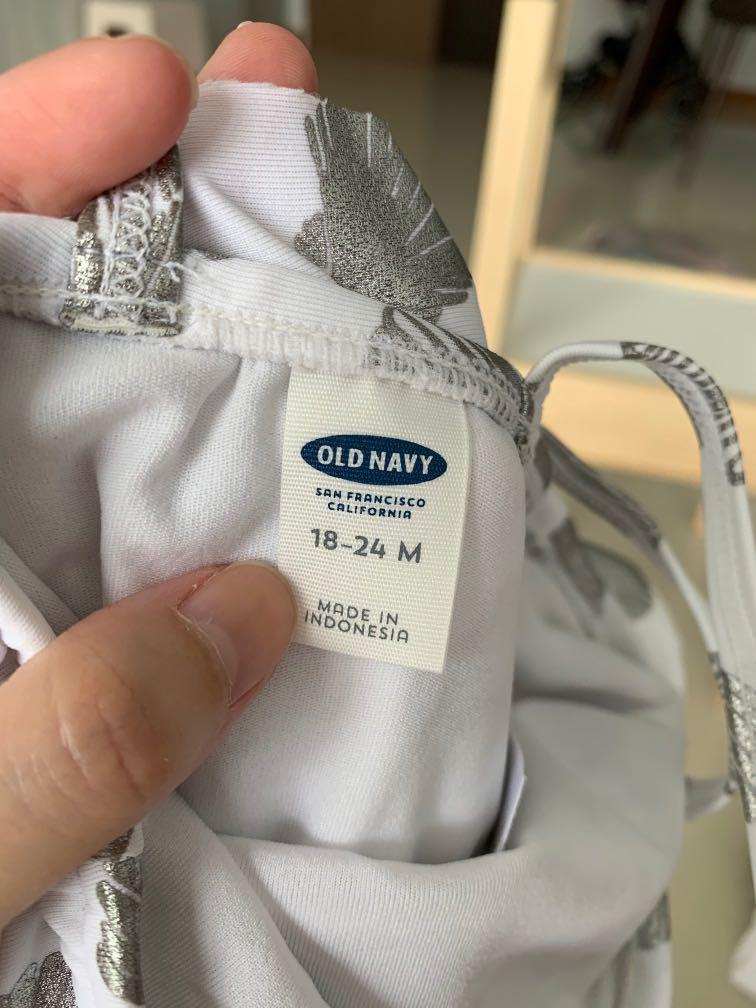 OLD NAVY
SAN FRANCISCO
CALIFORNIA
18-24 M
MADE IN
INDONESIA